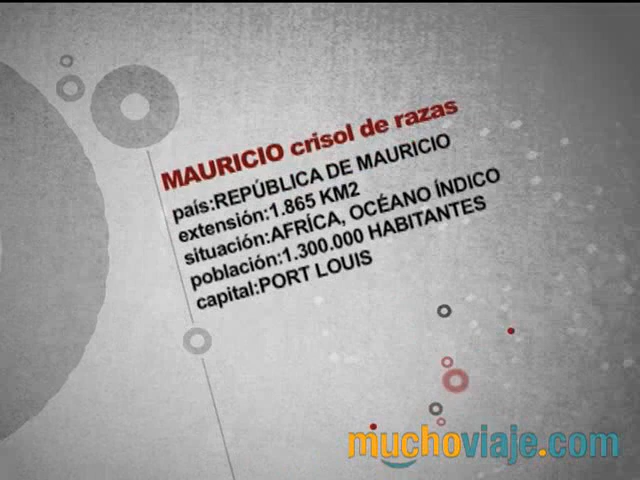 MAURICIO crisol de razas
país:REPÚBLICA DE MAURICIO
extensión:1.865 KM2
situación:AFRÍCA, OCÉANO ÍNDICO
población:1.300.000 HABITANTES
capital:PORT LOUIS
muchoviaje.com